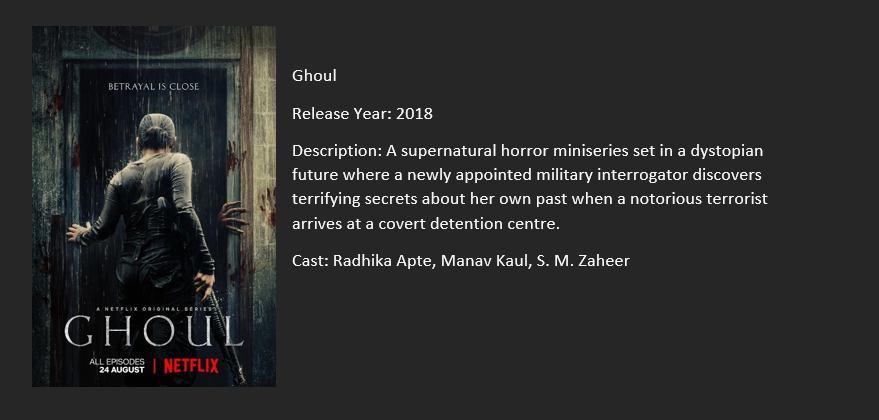 BETRAYAL IS CLOSE
A NETFLIX ORIGINAL SERIES
GHOUL
ALL EPISODES
24 AUGUST
NETFLIX
Ghoul
Release Year: 2018
Description: A supernatural horror miniseries set in a dystopian
future where a newly appointed military interrogator discovers
terrifying secrets about her own past when a notorious terrorist
arrives at a covert detention centre.
Cast: Radhika Apte, Manav Kaul, S. M. Zaheer